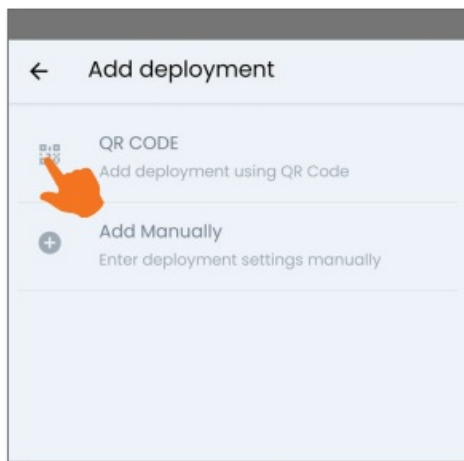 Add deployment
QR CODE
Add deployment using QR Code
Add Manually
Enter deployment settings manually